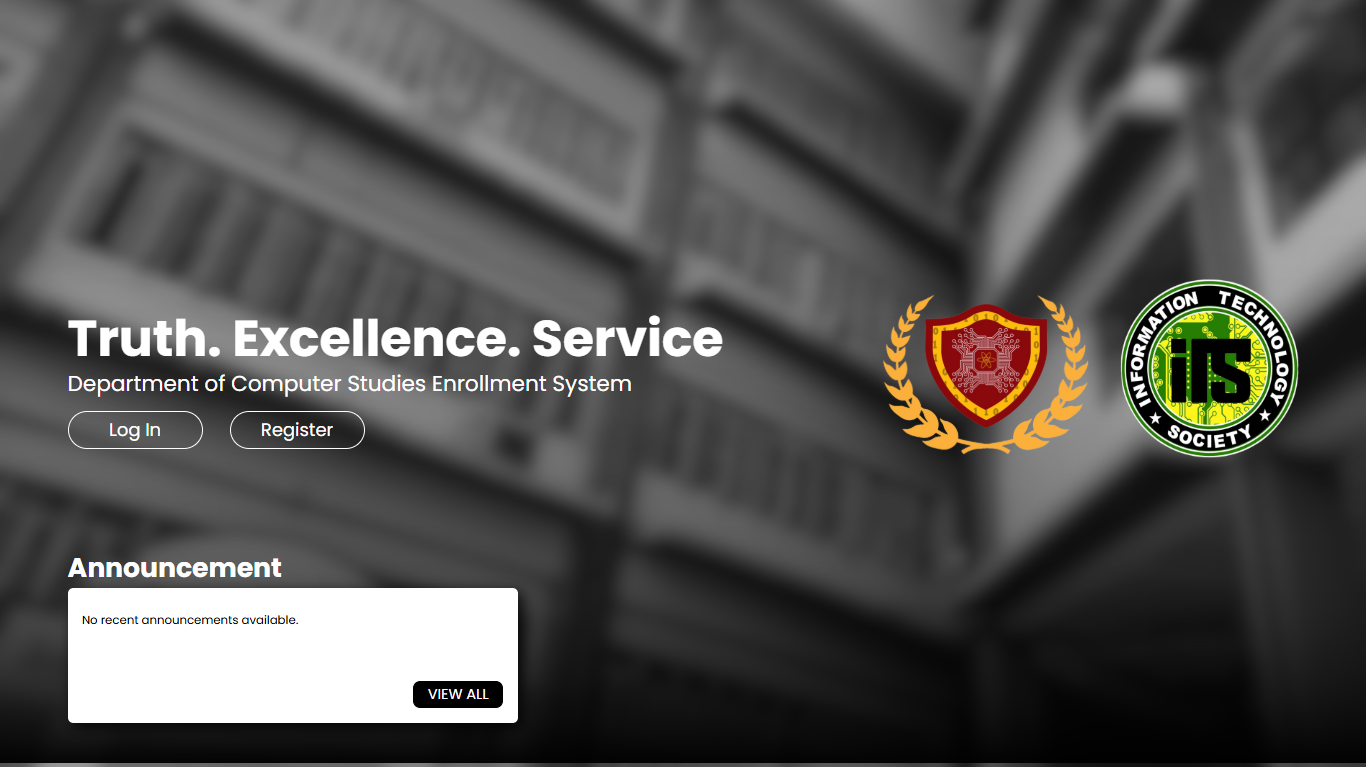 Truth. Excellence. Service
Department of Computer Studies Enrollment System
Log In
Register
INFORMATION TECHNOLOGY
iTS
SOCIETY
Announcement
No recent announcements available.
VIEW ALL